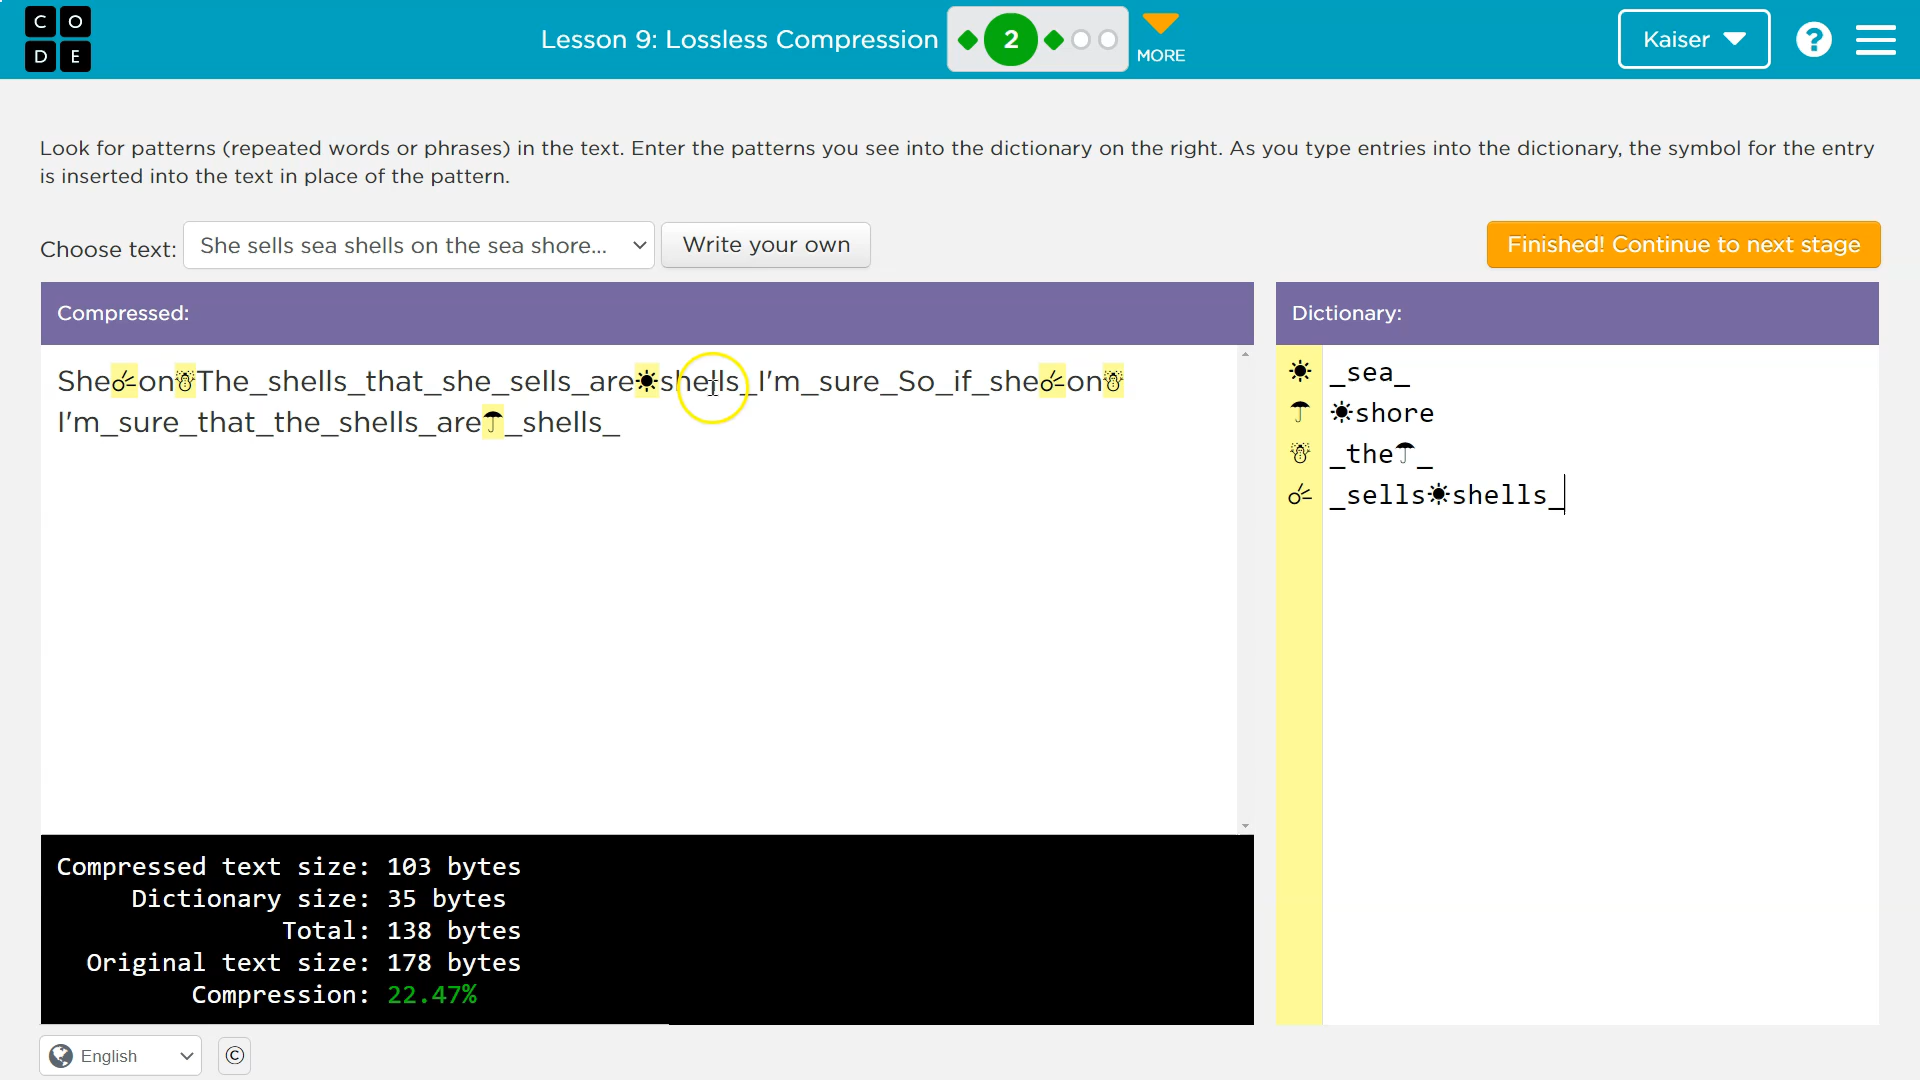 CO
DE
Lesson 9: Lossless Compression
2
MORE
Kaiser
?
Look for patterns (repeated words or phrases) in the text. Enter the patterns you see into the dictionary on the right. As you type entries into the dictionary, the symbol for the entry
is inserted into the text in place of the pattern.
Choose text:
She sells sea shells on the sea shore...
Write your own
Finished! Continue to next stage
Compressed:
She☄on☃The_shells_that_she_sells_are☀shells_I'm_sure_So_if_she☄on☃
I'm_sure_that_the_shells_are☂_shells_
Dictionary:
☀ _sea_
☂ ☀shore
☃ _the☂_
☄ _sells☀shells_
Compressed text size: 103 bytes
Dictionary size: 35 bytes
Total: 138 bytes
Original text size: 178 bytes
Compression: 22.47%
English
©